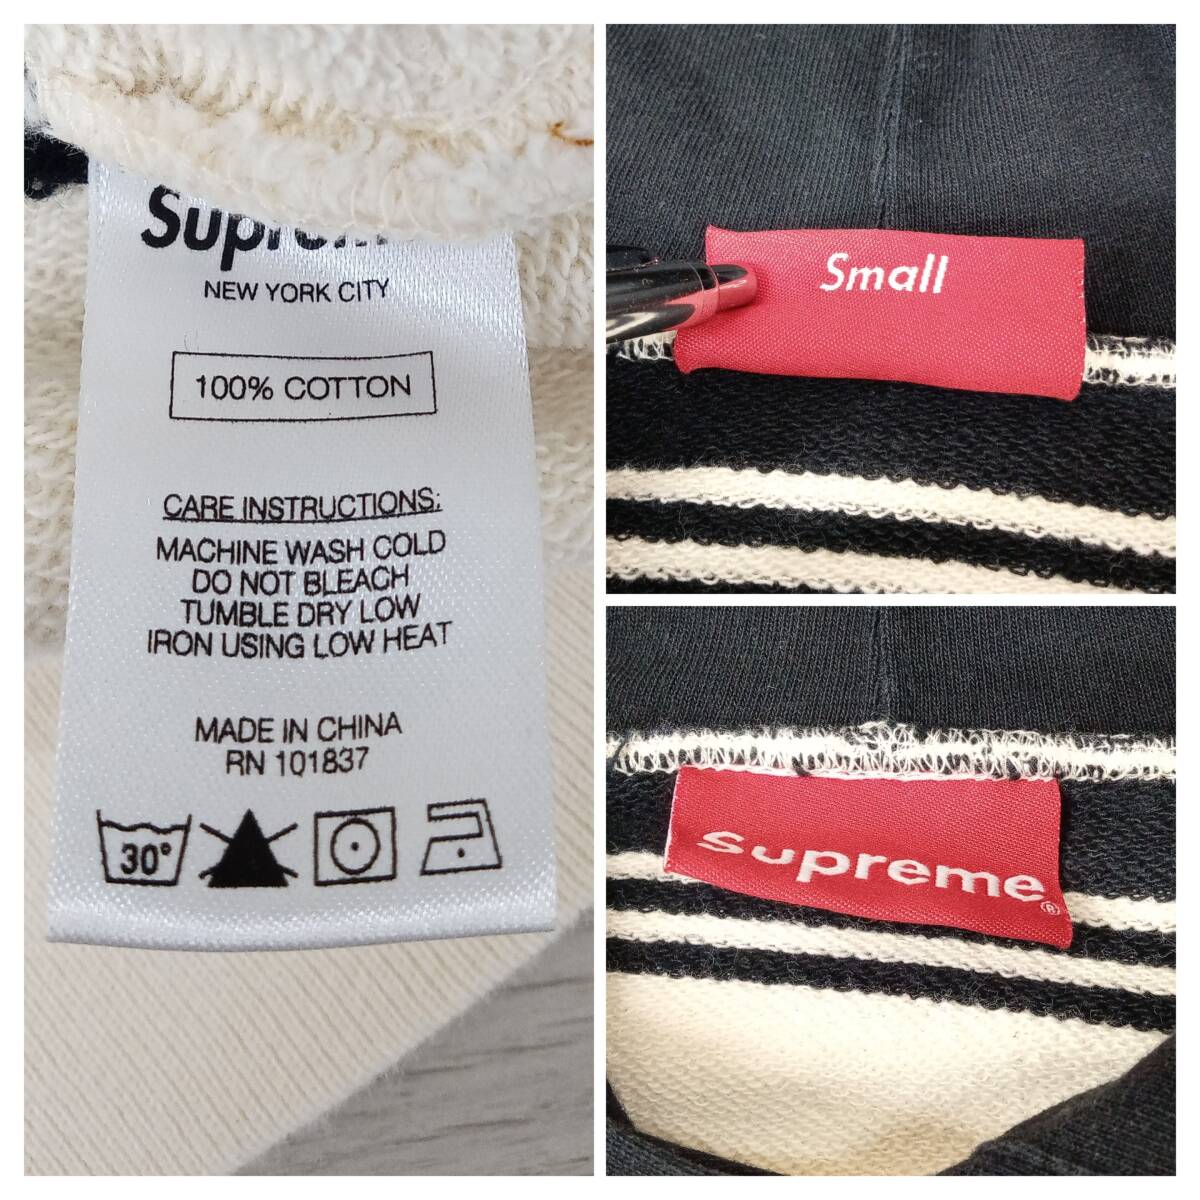 Suprem
NEW YORK CITY
100% COTTON
CARE INSTRUCTIONS:
MACHINE WASH COLD
DO NOT BLEACH
TUMBLE DRY LOW
IRON USING LOW HEAT
MADE IN CHINA
RN 101837
30°
Small
Supreme®